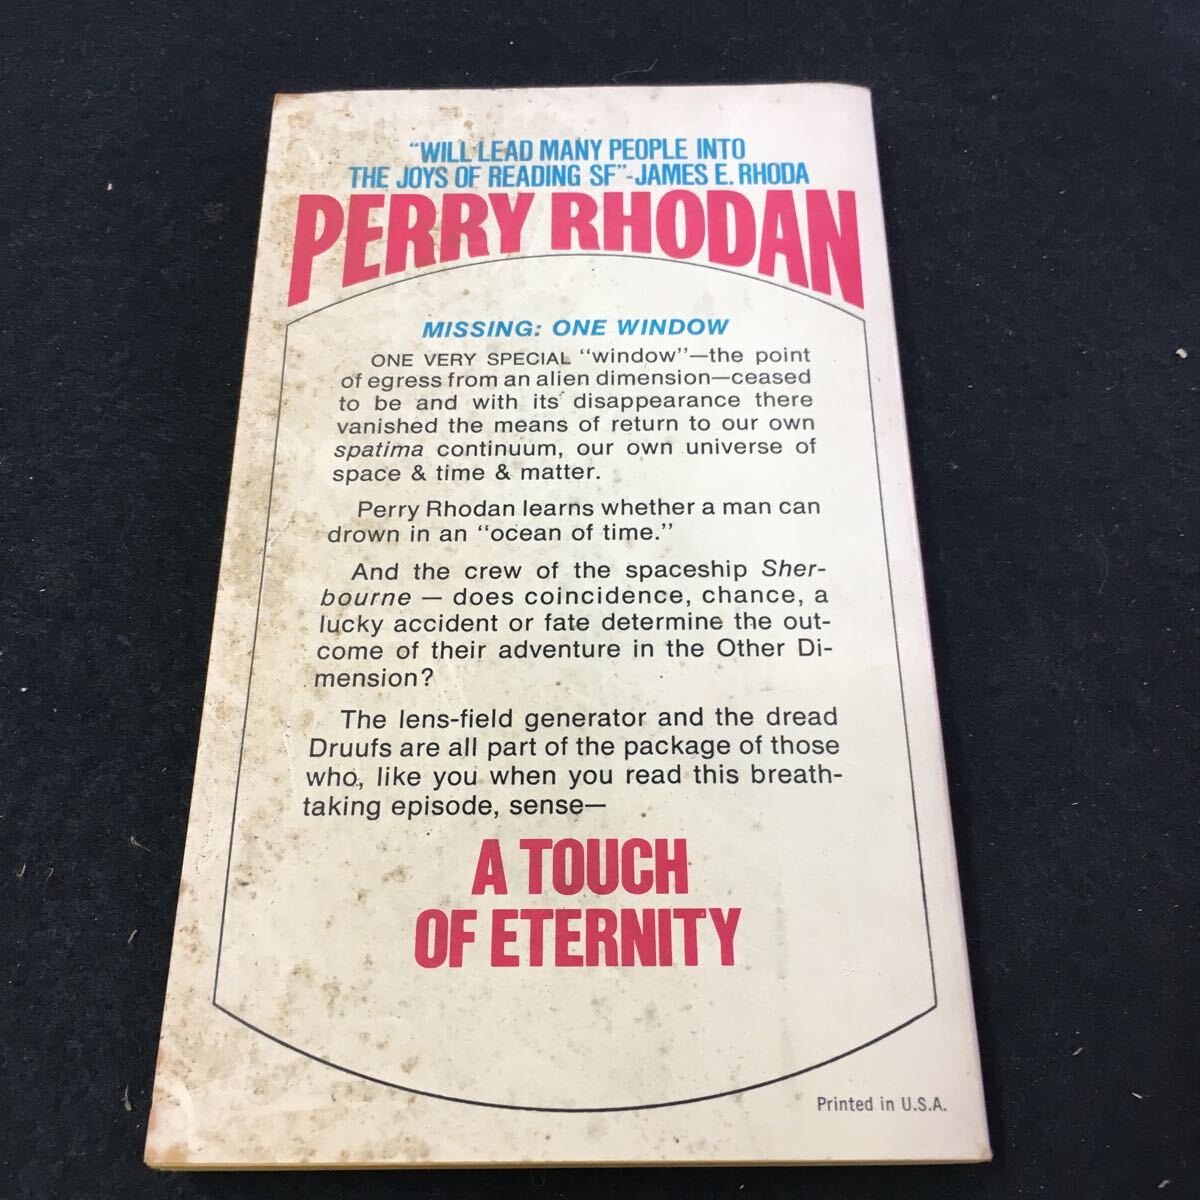 "WILL LEAD MANY PEOPLE INTO
THE JOYS OF READING SF"-JAMES E. RHODA
PERRY RHODAN
MISSING: ONE WINDOW
ONE VERY SPECIAL "window"—the point
of egress from an alien dimension—ceased
to be and with its disappearance there
vanished the means of return to our own
spatima continuum, our own universe of
space & time & matter.
Perry Rhodan learns whether a man can
drown in an "ocean of time."
And the crew of the spaceship Sher-
bourne — does coincidence, chance, a
lucky accident or fate determine the out-
come of their adventure in the Other Di-
mension?
The lens-field generator and the dread
Druufs are all part of the package of those
who, like you when you read this breath-
taking episode, sense—
A TOUCH
OF ETERNITY
Printed in U.S.A.